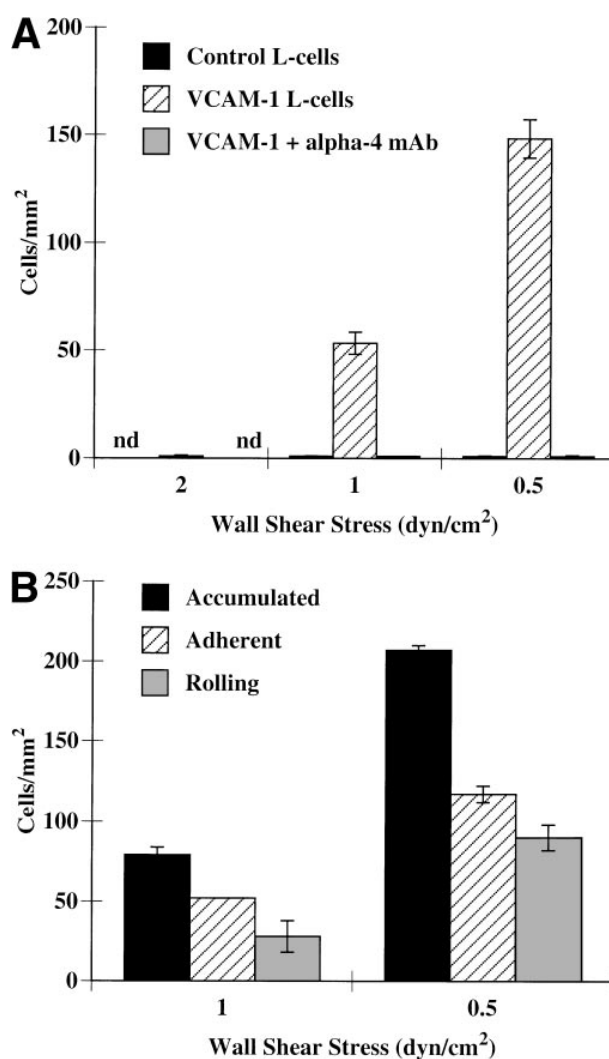 A
200
Control L-cells
VCAM-1 L-cells
VCAM-1 + alpha-4 mAb
150
100
50
0
Cells/mm²
nd
nd
2
1
0.5
Wall Shear Stress (dyn/cm²)
B
250
Accumulated
Adherent
Rolling
200
150
100
50
0
Cells/mm²
1
0.5
Wall Shear Stress (dyn/cm²)